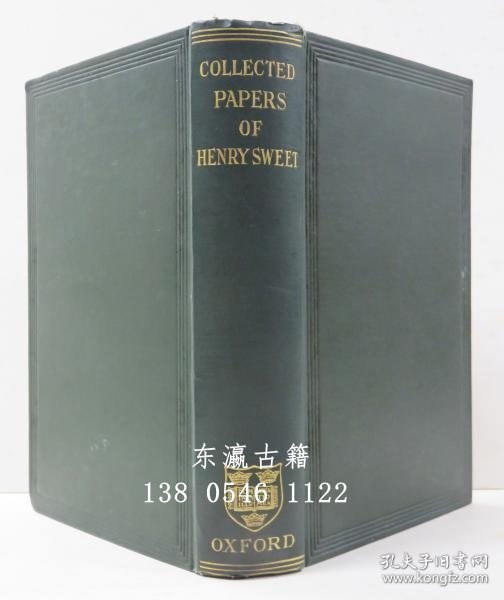 COLLECTED
PAPERS
OF
HENRY SWEET
东瀛古籍
138 0546 1122
OXFORD
孔夫子旧书网
www.kongfz.com